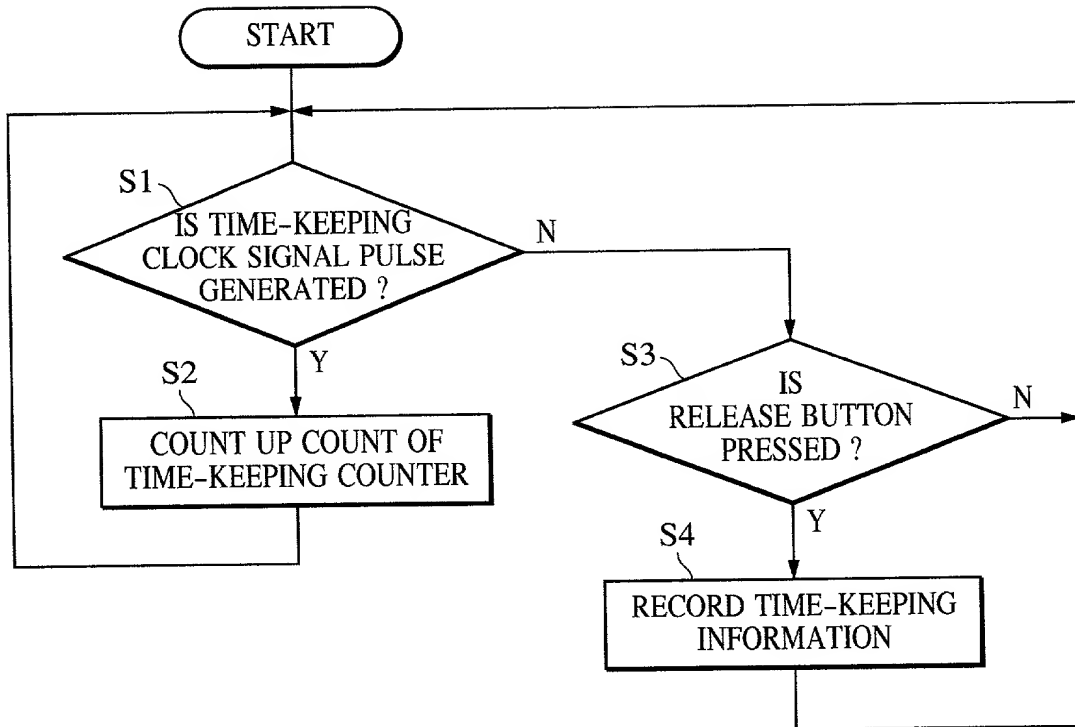 START
S1
IS TIME-KEEPING
CLOCK SIGNAL PULSE
GENERATED ?
N
Y
S2
COUNT UP COUNT OF
TIME-KEEPING COUNTER
S3
IS
RELEASE BUTTON
PRESSED ?
N
Y
S4
RECORD TIME-KEEPING
INFORMATION